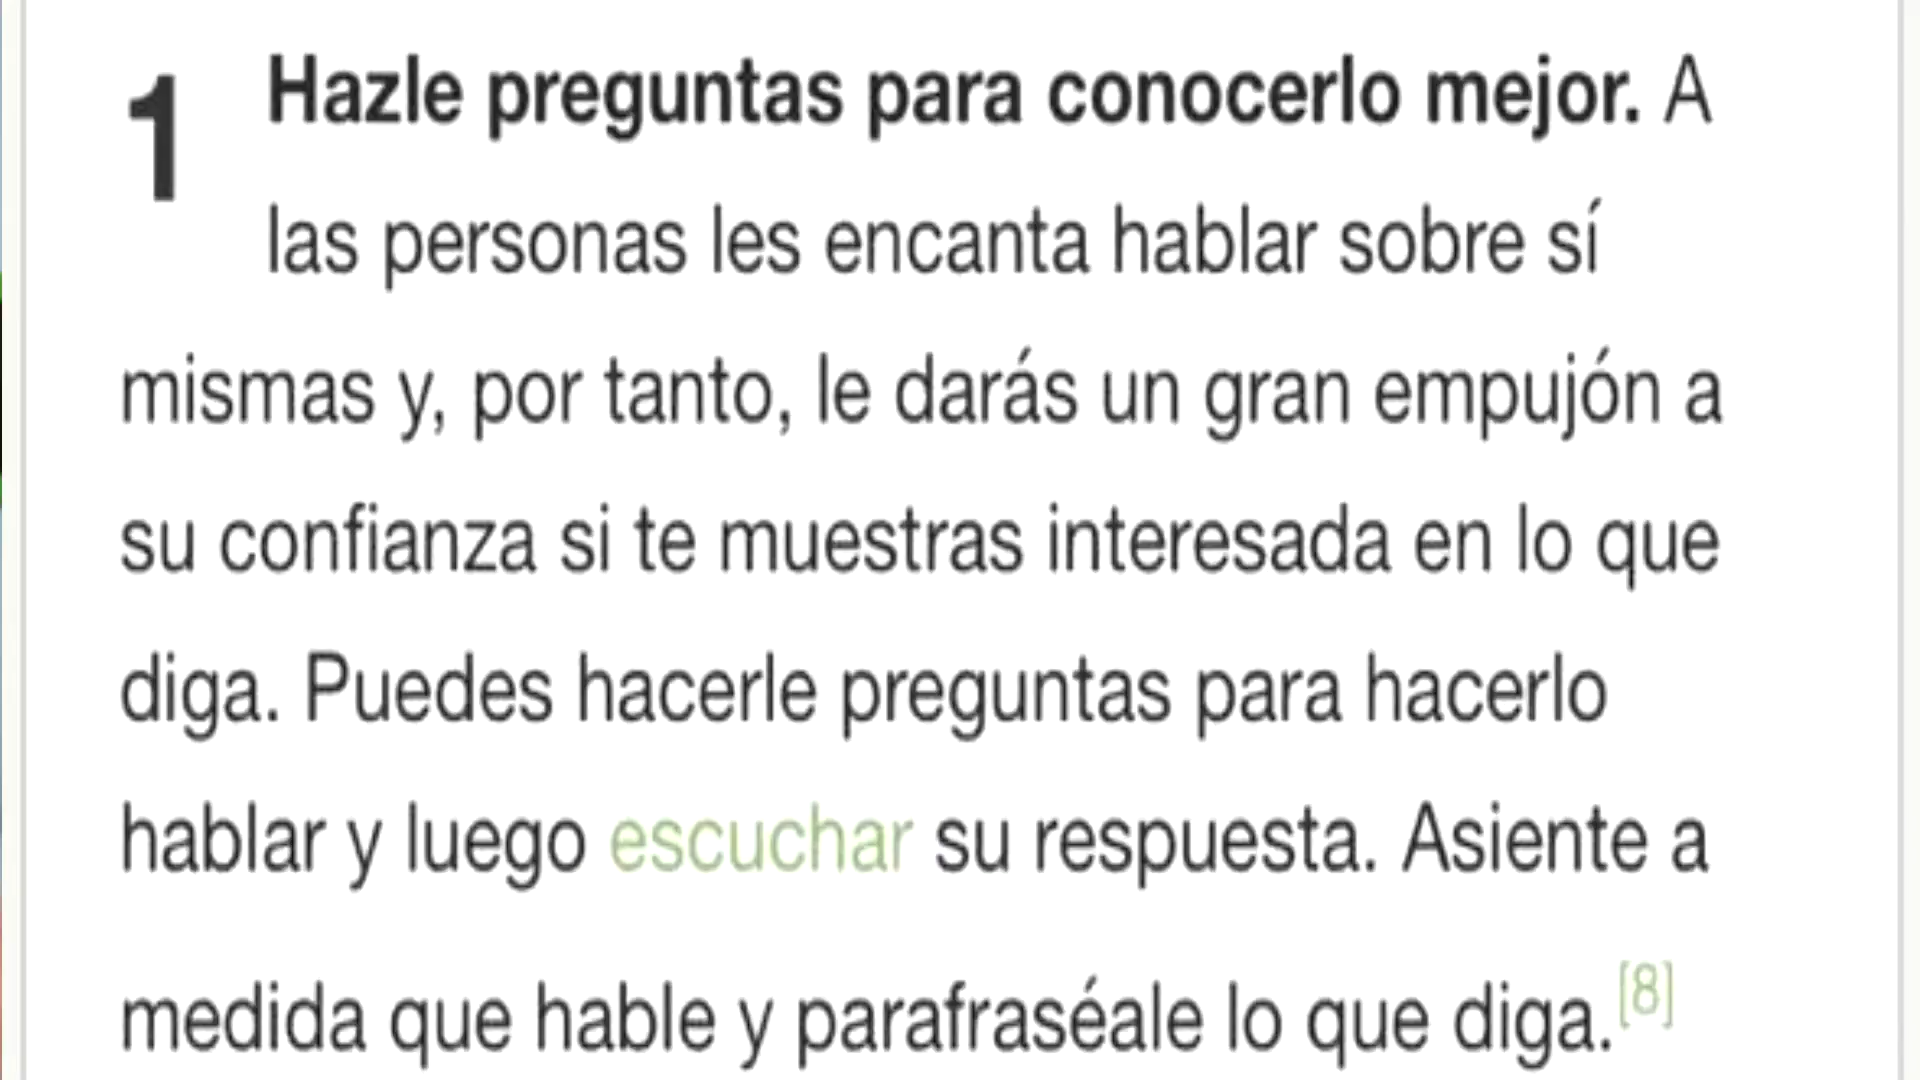 1 Hazle preguntas para conocerlo mejor. A
las personas les encanta hablar sobre sí
mismas y, por tanto, le darás un gran empujón a
su confianza si te muestras interesada en lo que
diga. Puedes hacerle preguntas para hacerlo
hablar y luego escuchar su respuesta. Asiente a
medida que hable y parafraséale lo que diga.[8]